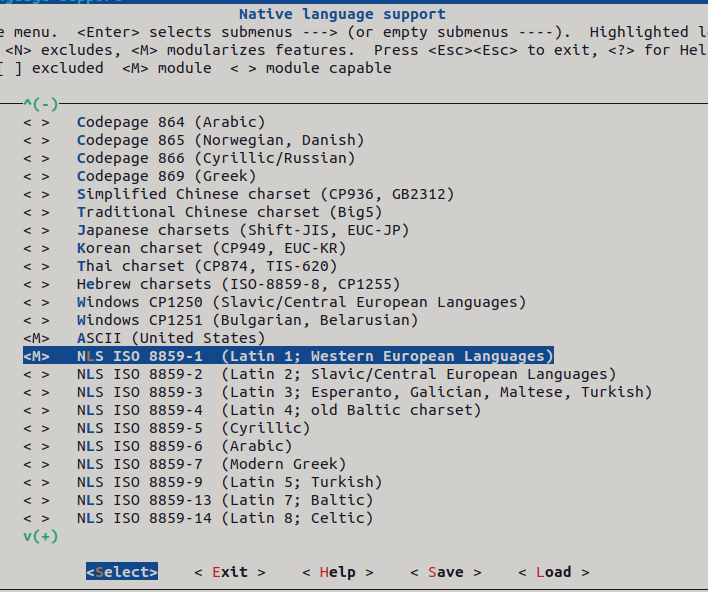 Native language support
e menu. <Enter> selects submenus ---> (or empty submenus ----). Highlighted
<N> excludes, <M> modularizes features. Press <Esc><Esc> to exit, <?> for Hel
[ ] excluded <M> module < > module capable
^(-)
< > Codepage 864 (Arabic)
< > Codepage 865 (Norwegian, Danish)
< > Codepage 866 (Cyrillic/Russian)
< > Codepage 869 (Greek)
< > Simplified Chinese charset (CP936, GB2312)
< > Traditional Chinese charset (Big5)
< > Japanese charsets (Shift-JIS, EUC-JP)
< > Korean charset (CP949, EUC-KR)
< > Thai charset (CP874, TIS-620)
< > Hebrew charsets (ISO-8859-8, CP1255)
< > Windows CP1250 (Slavic/Central European Languages)
< > Windows CP1251 (Bulgarian, Belarusian)
<M> ASCII (United States)
<M> NLS ISO 8859-1 (Latin 1; Western European Languages)
< > NLS ISO 8859-2 (Latin 2; Slavic/Central European Languages)
< > NLS ISO 8859-3 (Latin 3; Esperanto, Galician, Maltese, Turkish)
< > NLS ISO 8859-4 (Latin 4; old Baltic charset)
< > NLS ISO 8859-5 (Cyrillic)
< > NLS ISO 8859-6 (Arabic)
< > NLS ISO 8859-7 (Modern Greek)
< > NLS ISO 8859-9 (Latin 5; Turkish)
< > NLS ISO 8859-13 (Latin 7; Baltic)
< > NLS ISO 8859-14 (Latin 8; Celtic)
v(+)
<Select> < Exit > < Help > < Save > < Load >